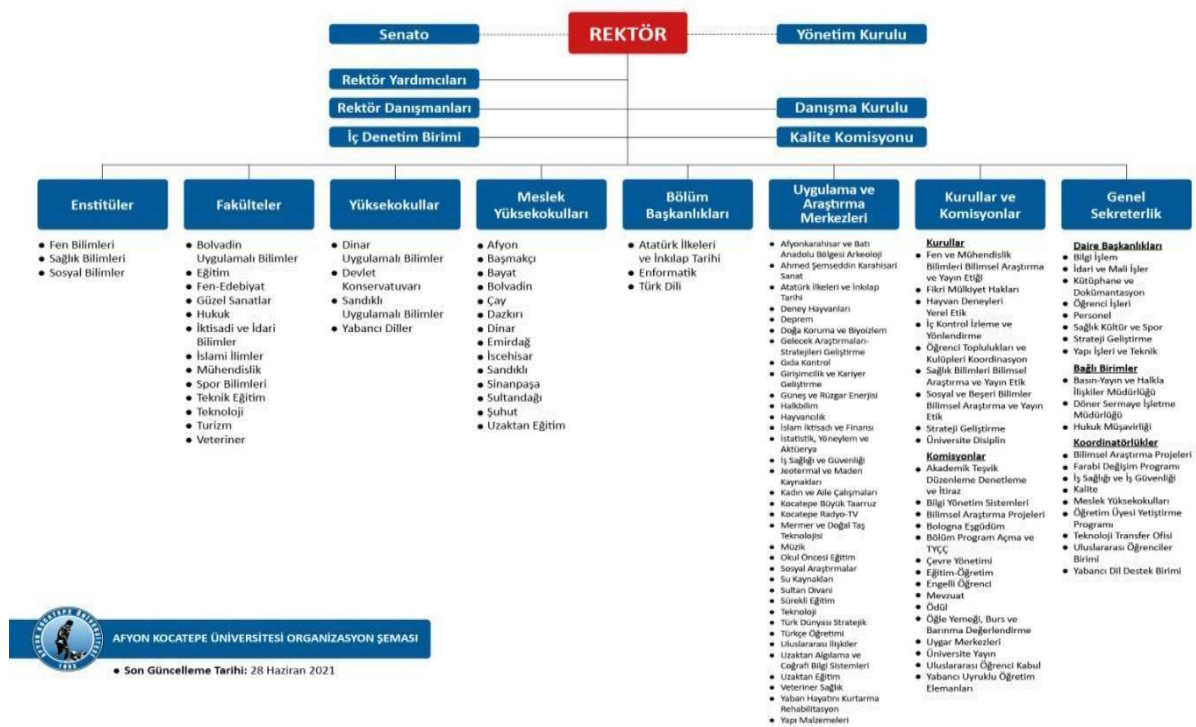 Senato
REKTÖR
Yönetim Kurulu
Rektör Yardımcıları
Rektör Danışmanları
Danışma Kurulu
İç Denetim Birimi
Kalite Komisyonu
Enstitüler
• Fen Bilimleri
• Sağlık Bilimleri
• Sosyal Bilimler
Fakülteler
• Bolvadin
Uygulamalı Bilimler
• Eğitim
• Fen-Edebiyat
• Güzel Sanatlar
• Hukuk
• İktisadi ve İdari
Bilimler
• İslami İlimler
• Mühendislik
• Spor Bilimleri
• Teknik Eğitim
• Teknoloji
• Turizm
• Veteriner
Yüksekokullar
• Dinar
Uygulamalı Bilimler
• Devlet
Konservatuvarı
• Sandıklı
Uygulamalı Bilimler
• Yabancı Diller
Meslek
Yüksekokulları
• Afyon
• Başmakçı
• Bayat
• Bolvadin
• Çay
• Dazkırı
• Dinar
• Emirdağ
• İscehisar
• Sandıklı
• Sinanpaşa
• Sultandağı
• Şuhut
• Uzaktan Eğitim
Bölüm
Başkanlıkları
• Atatürk İlkeleri
ve İnkılap Tarihi
• Enformatik
• Türk Dili
Uygulama ve
Araştırma
Merkezleri
• Afyonkarahisar ve Batı
Anadolu Bölgesi Arkeoloji
• Ahmed Şemseddin Karahisari
Sanat
• Atatürk İlkeleri ve İnkılap
Tarihi
• Deney Hayvanları
• Deprem
• Doğa Koruma ve Biyoizlem
• Gelecek Araştırmaları-
Stratejileri Geliştirme
• Gıda Kontrol
• Girişimcilik ve Kariyer
Geliştirme
• Güneş ve Rüzgar Enerjisi
• Halkbilim
• Hayvancılık
• İslam İktisadı ve Finansı
• İstatistik, Yöneylem ve
Aktüerya
• İş Sağlığı ve Güvenliği
• Jeotermal ve Maden
Kaynakları
• Kadın ve Aile Çalışmaları
• Kocatepe Büyük Taarruz
• Kocatepe Radyo-TV
• Mermer ve Doğal Taş
Teknolojisi
• Müzik
• Okul Öncesi Eğitim
• Sosyal Araştırmalar
• Su Kaynakları
• Sultan Divani
• Sürekli Eğitim
• Teknoloji
• Türk Dünyası Stratejik
• Türkçe Öğretimi
• Uluslararası İlişkiler
• Uzaktan Algılama ve
Coğrafi Bilgi Sistemleri
• Uzaktan Eğitim
• Veteriner Sağlık
• Yaban Hayatını Kurtarma
Rehabilitasyon
• Yapı Malzemeleri
Kurullar ve
Komisyonlar
Kurullar
• Fen ve Mühendislik
Bilimleri Bilimsel Araştırma
ve Yayın Etiği
• Fikri Mülkiyet Hakları
• Hayvan Deneyleri
Yerel Etik
• İç Kontrol İzleme ve
Yönlendirme
• Öğrenci Toplulukları ve
Kulüpleri Koordinasyon
• Sağlık Bilimleri Bilimsel
Araştırma ve Yayın Etik
• Sosyal ve Beşeri Bilimler
Bilimsel Araştırma ve Yayın
Etik
• Strateji Geliştirme
• Üniversite Disiplin
Komisyonlar
• Akademik Teşvik
Düzenleme Denetleme
ve İtiraz
• Bilgi Yönetim Sistemleri
• Bilimsel Araştırma Projeleri
• Bologna Eşgüdüm
• Bölüm Program Açma ve
TYÇÇ
• Çevre Yönetimi
• Eğitim-Öğretim
• Engelli Öğrenci
• Mevzuat
• Ödül
• Öğle Yemeği, Burs ve
Barınma Değerlendirme
• Uygar Merkezleri
• Üniversite Yayın
• Uluslararası Öğrenci Kabul
• Yabancı Uyruklu Öğretim
Elemanları
Genel
Sekreterlik
Daire Başkanlıkları
• Bilgi İşlem
• İdari ve Mali İşler
• Kütüphane ve
Dokümantasyon
• Öğrenci İşleri
• Personel
• Sağlık Kültür ve Spor
• Strateji Geliştirme
• Yapı İşleri ve Teknik
Bağlı Birimler
• Basın-Yayın ve Halkla
İlişkiler Müdürlüğü
• Döner Sermaye İşletme
Müdürlüğü
• Hukuk Müşavirliği
Koordinatörlükler
• Bilimsel Araştırma Projeleri
• Farabi Değişim Programı
• İş Sağlığı ve İş Güvenliği
• Kalite
• Meslek Yüksekokulları
• Öğretim Üyesi Yetiştirme
Programı
• Teknoloji Transfer Ofisi
• Uluslararası Öğrenciler
Birimi
• Yabancı Dil Destek Birimi
AFYON KOCATEPE ÜNİVERSİTESİ
1992
AFYON KOCATEPE ÜNİVERSİTESİ ORGANİZASYON ŞEMASI
• Son Güncelleme Tarihi: 28 Haziran 2021